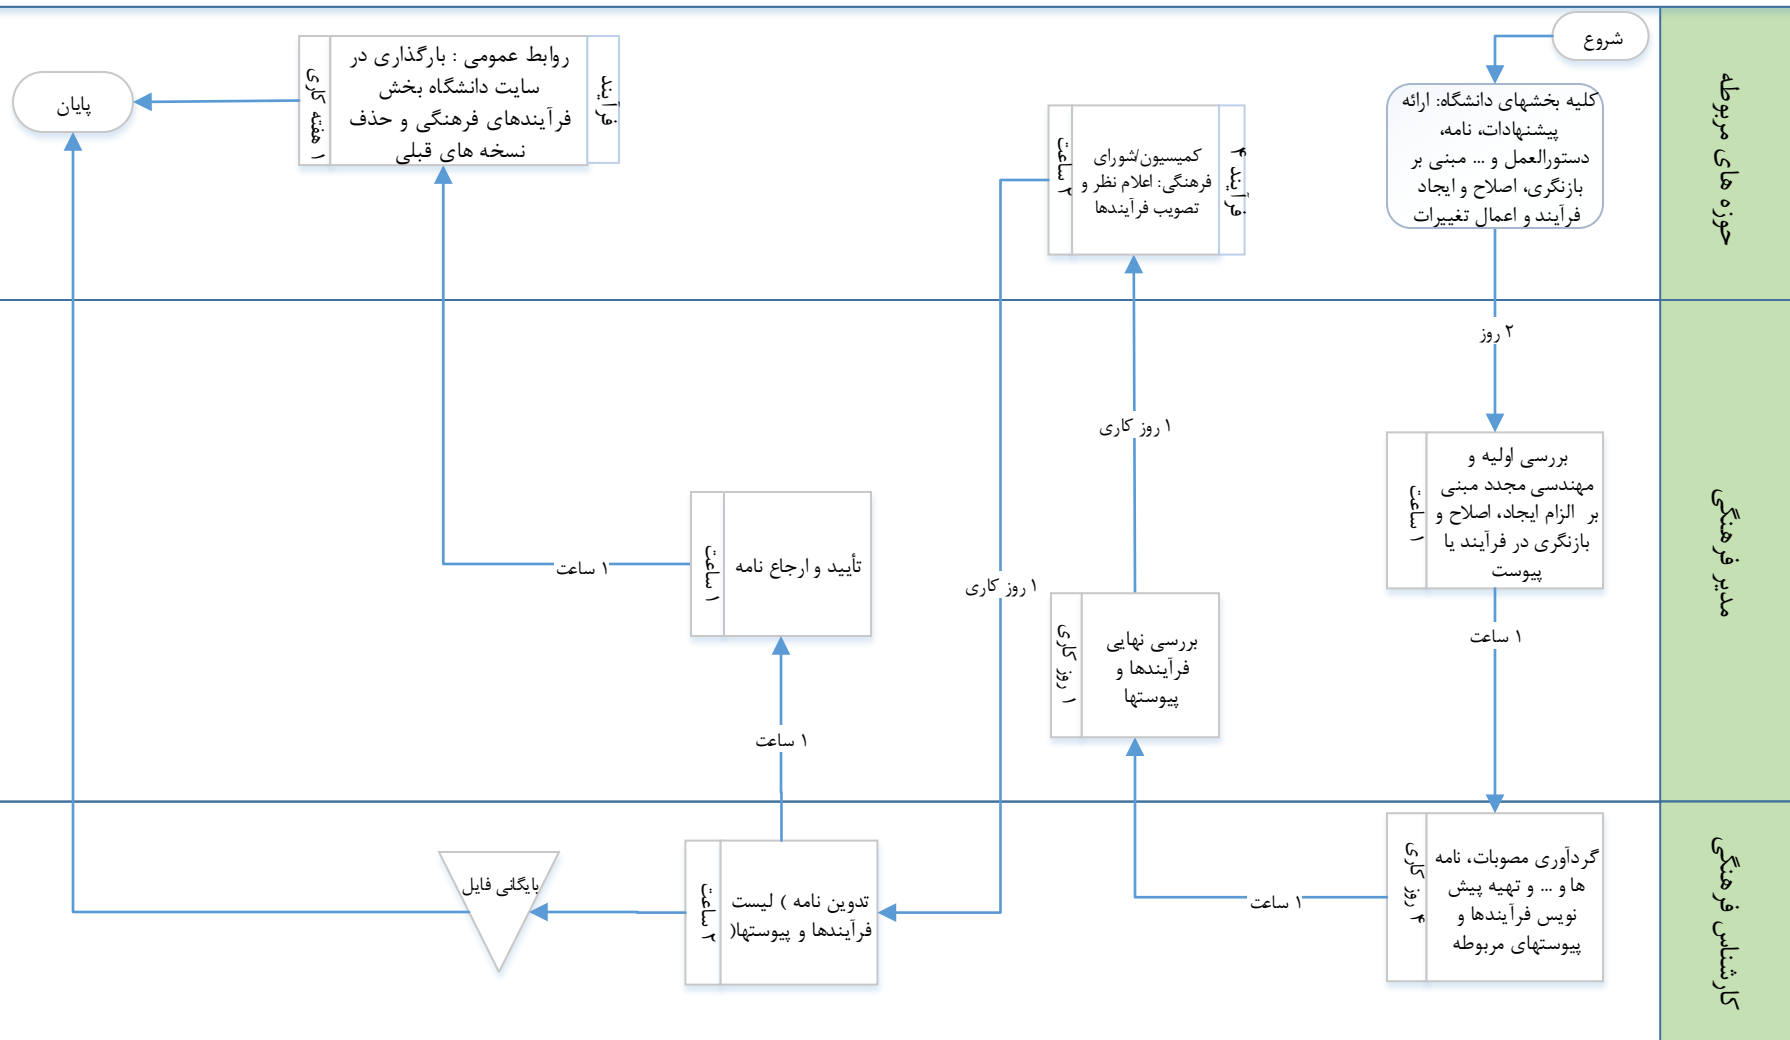 حوزه های مربوطه
شروع
کلیه بخشهای دانشگاه: ارائه
پیشنهادات، نامه،
دستورالعمل و ... مبنی بر
بازنگری، اصلاح و ایجاد
فرآیند و اعمال تغییرات
فرآیند ۴
کمیسیون/شورای
فرهنگی: اعلام نظر و
تصویب فرآیندها
۲ ساعت
فرآیند
روابط عمومی : بارگذاری در
سایت دانشگاه بخش
فرآیندهای فرهنگی و حذف
نسخه های قبلی
۱ هفته کاری
پایان
مدیر فرهنگی
۲ روز
بررسی اولیه و
مهندسی مجدد مبنی
بر الزام ایجاد، اصلاح و
بازنگری در فرآیند یا
پیوست
۱ ساعت
۱ ساعت
۱ روز کاری
بررسی نهایی
فرآیندها و
پیوستها
۱ روز کاری
۱ روز کاری
تأیید و ارجاع نامه
۱ ساعت
۱ ساعت
۱ ساعت
کارشناس فرهنگی
گردآوری مصوبات، نامه
ها و ... و تهیه پیش
نویس فرآیندها و
پیوستهای مربوطه
۴ روز کاری
۱ ساعت
تدوین نامه ) لیست
فرآیندها و پیوستها(
۲ ساعت
بایگانی فایل